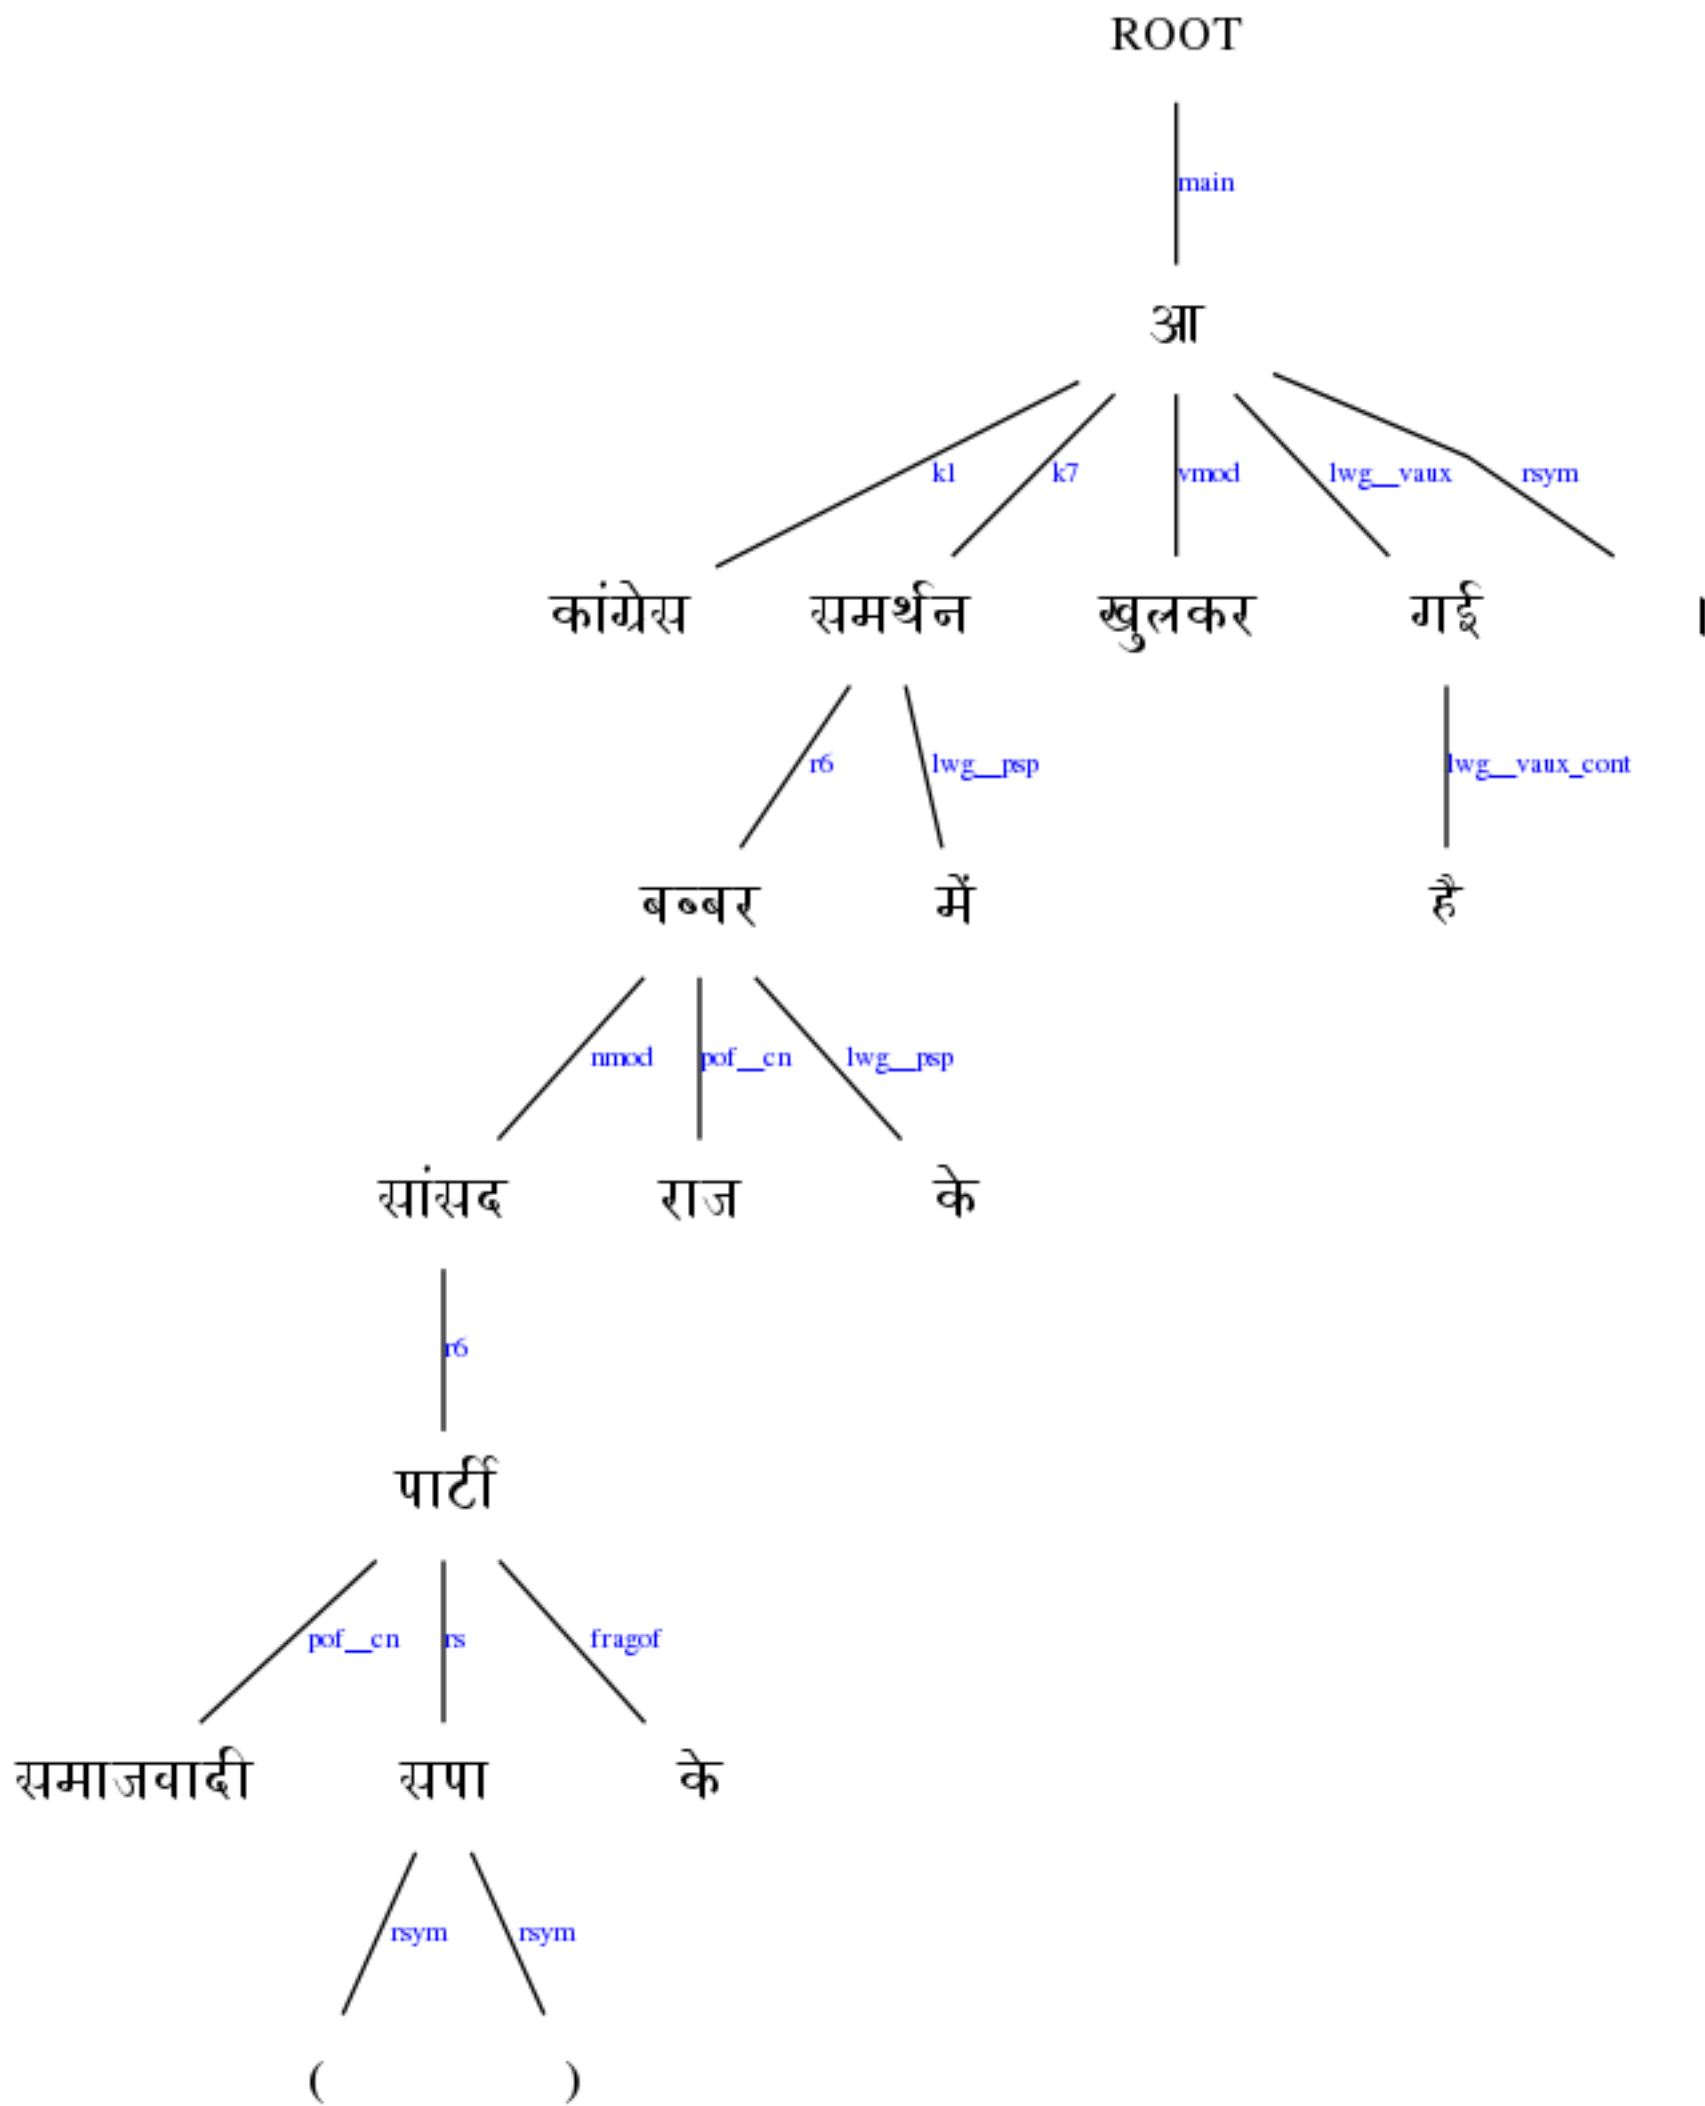 ROOT
main
आ
k1 k7 vmod lwg__vaux rsym
कांग्रेस समर्थन खुलकर गई ।
r6 lwg__psp lwg__vaux_cont
बब्बर में है
nmod pof__cn lwg__psp
सांसद राज के
r6
पार्टी
pof__cn rs fragof
समाजवादी सपा के
rsym rsym
( )